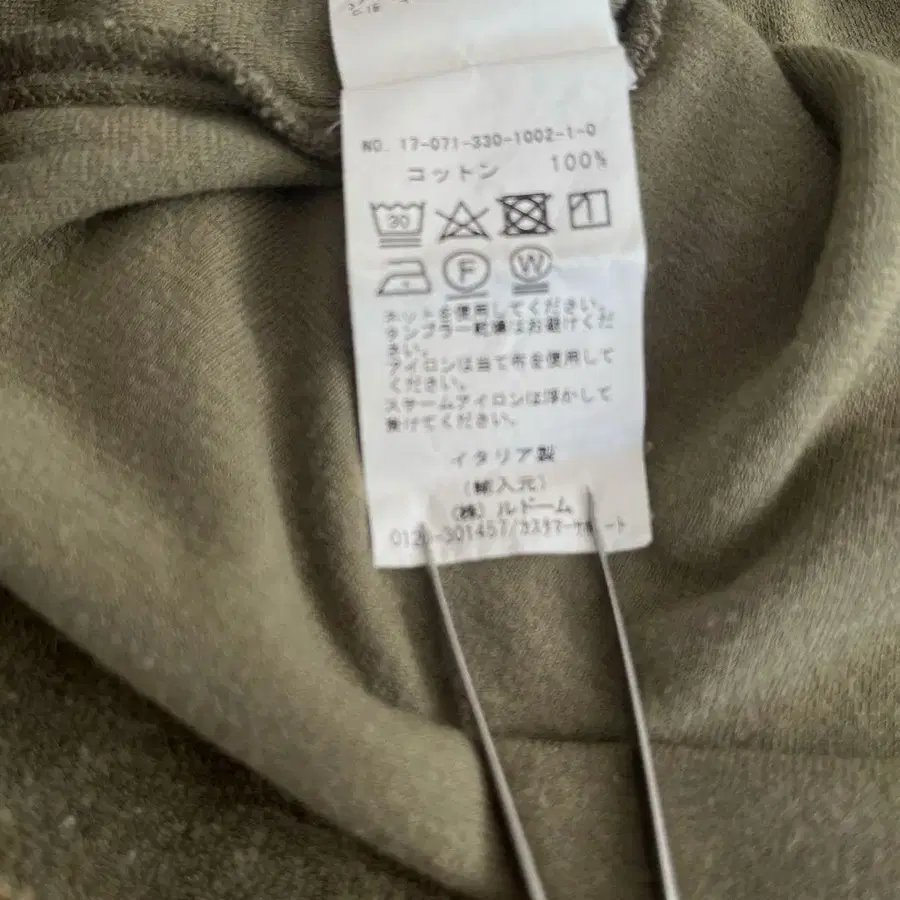 NO. 17-071-330-1002-1-0
コットン 100%
30
F W
ネットを使用してください。
タンブラー乾燥はお避けくだ
さい。
アイロンは当て布を使用して
ください。
スチームアイロンは浮かして
掛けてください。
イタリア製
(輸入元)
(株) ルドーム